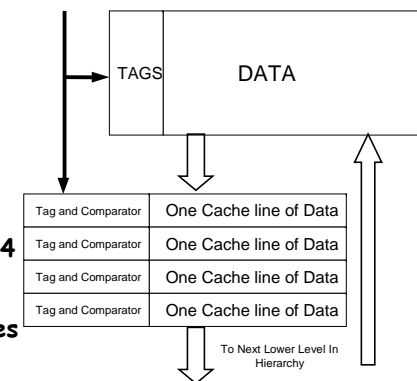 TAGS DATA
Tag and Comparator One Cache line of Data
4 Tag and Comparator One Cache line of Data
Tag and Comparator One Cache line of Data
es Tag and Comparator One Cache line of Data
To Next Lower Level In
Hierarchy